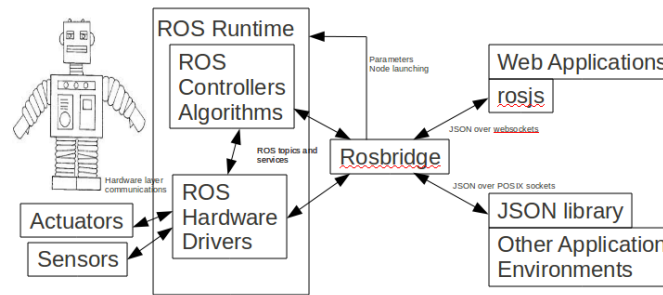 ROS Runtime
ROS
Controllers
Algorithms
Parameters
Node launching
Web Applications
rosjs
JSON over websockets
ROS topics and
services
Rosbridge
Hardware layer
communications
JSON over POSIX sockets
ROS
Hardware
Drivers
Actuators
Sensors
JSON library
Other Application
Environments